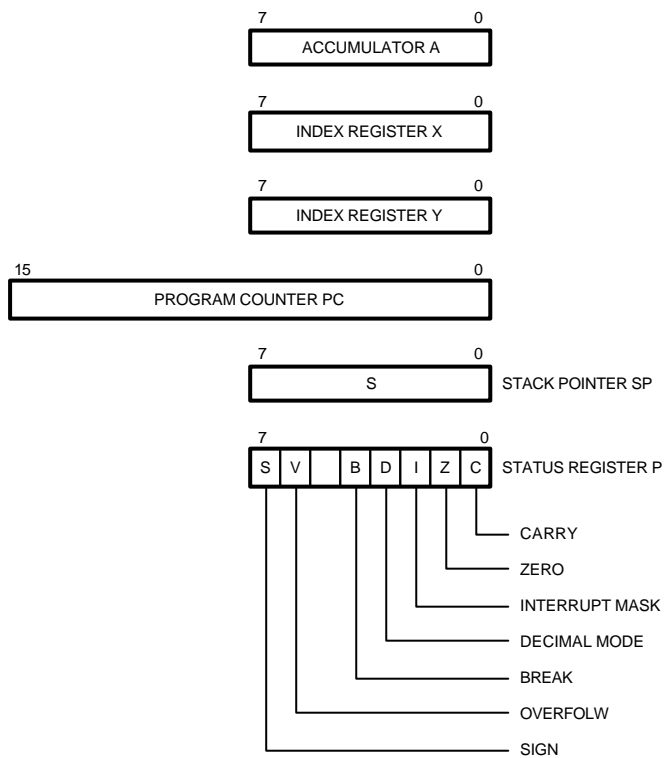 7 0
ACCUMULATOR A
7 0
INDEX REGISTER X
7 0
INDEX REGISTER Y
15 0
PROGRAM COUNTER PC
7 0
S STACK POINTER SP
7 0
S V B D I Z C STATUS REGISTER P
CARRY
ZERO
INTERRUPT MASK
DECIMAL MODE
BREAK
OVERFOLW
SIGN